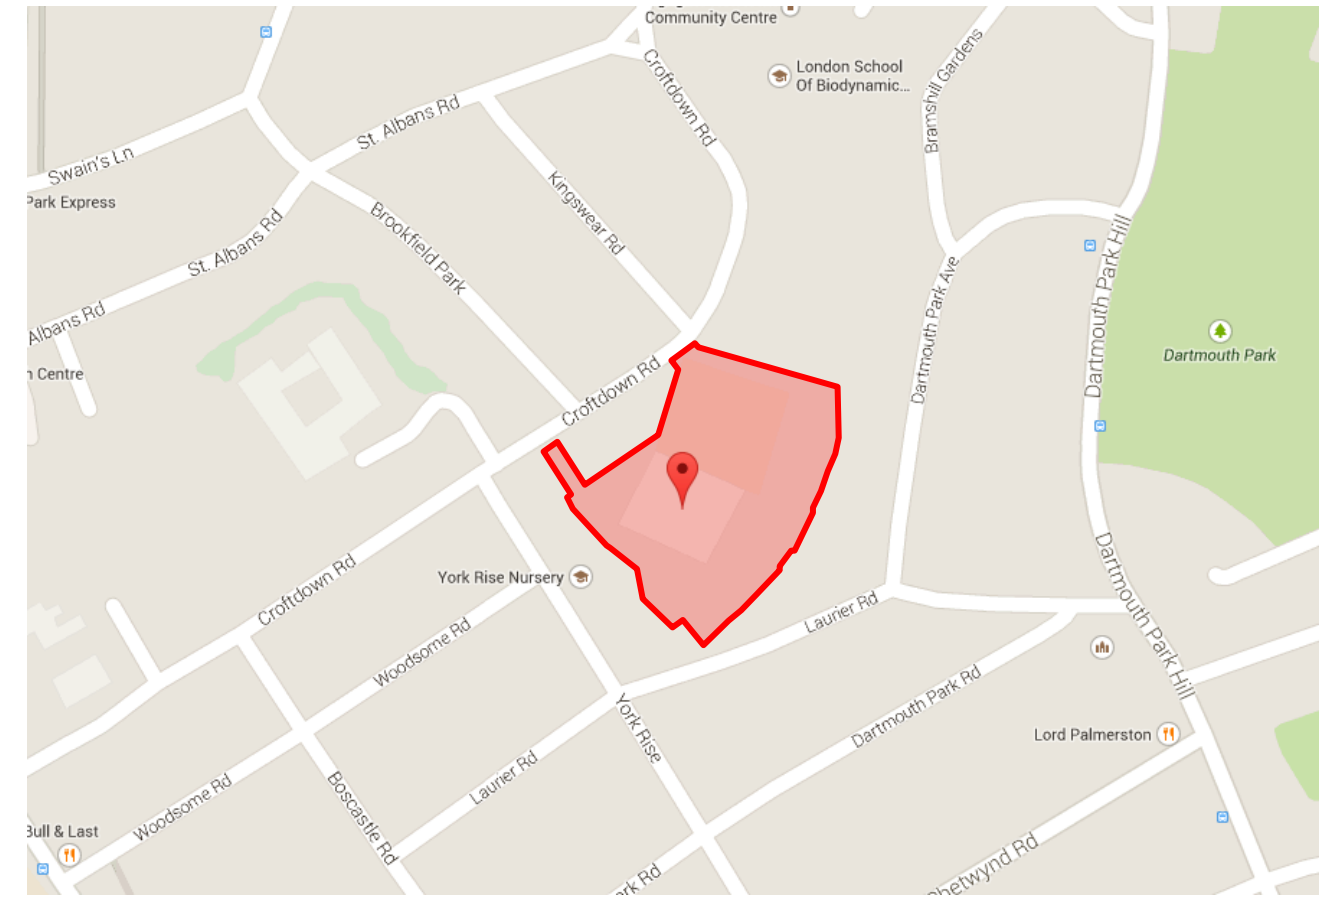 Community Centre
London School
Of Biodynamic...
Croftdown Rd
Bramshill Gardens
St. Albans Rd
Swain's Ln
Park Express
Kingswear Rd
Brookfield Park
St. Albans Rd
Dartmouth Park Hill
Dartmouth Park Ave
Albans Rd
Dartmouth Park
Centre
Croftdown Rd
Dartmouth Park Hill
York Rise Nursery
Croftdown Rd
Laurier Rd
Woodsome Rd
Dartmouth Park Rd
York Rise
Lord Palmerston
Laurier Rd
Boscastle Rd
Woodsome Rd
Bull & Last
Chetwynd Rd
ark Rd